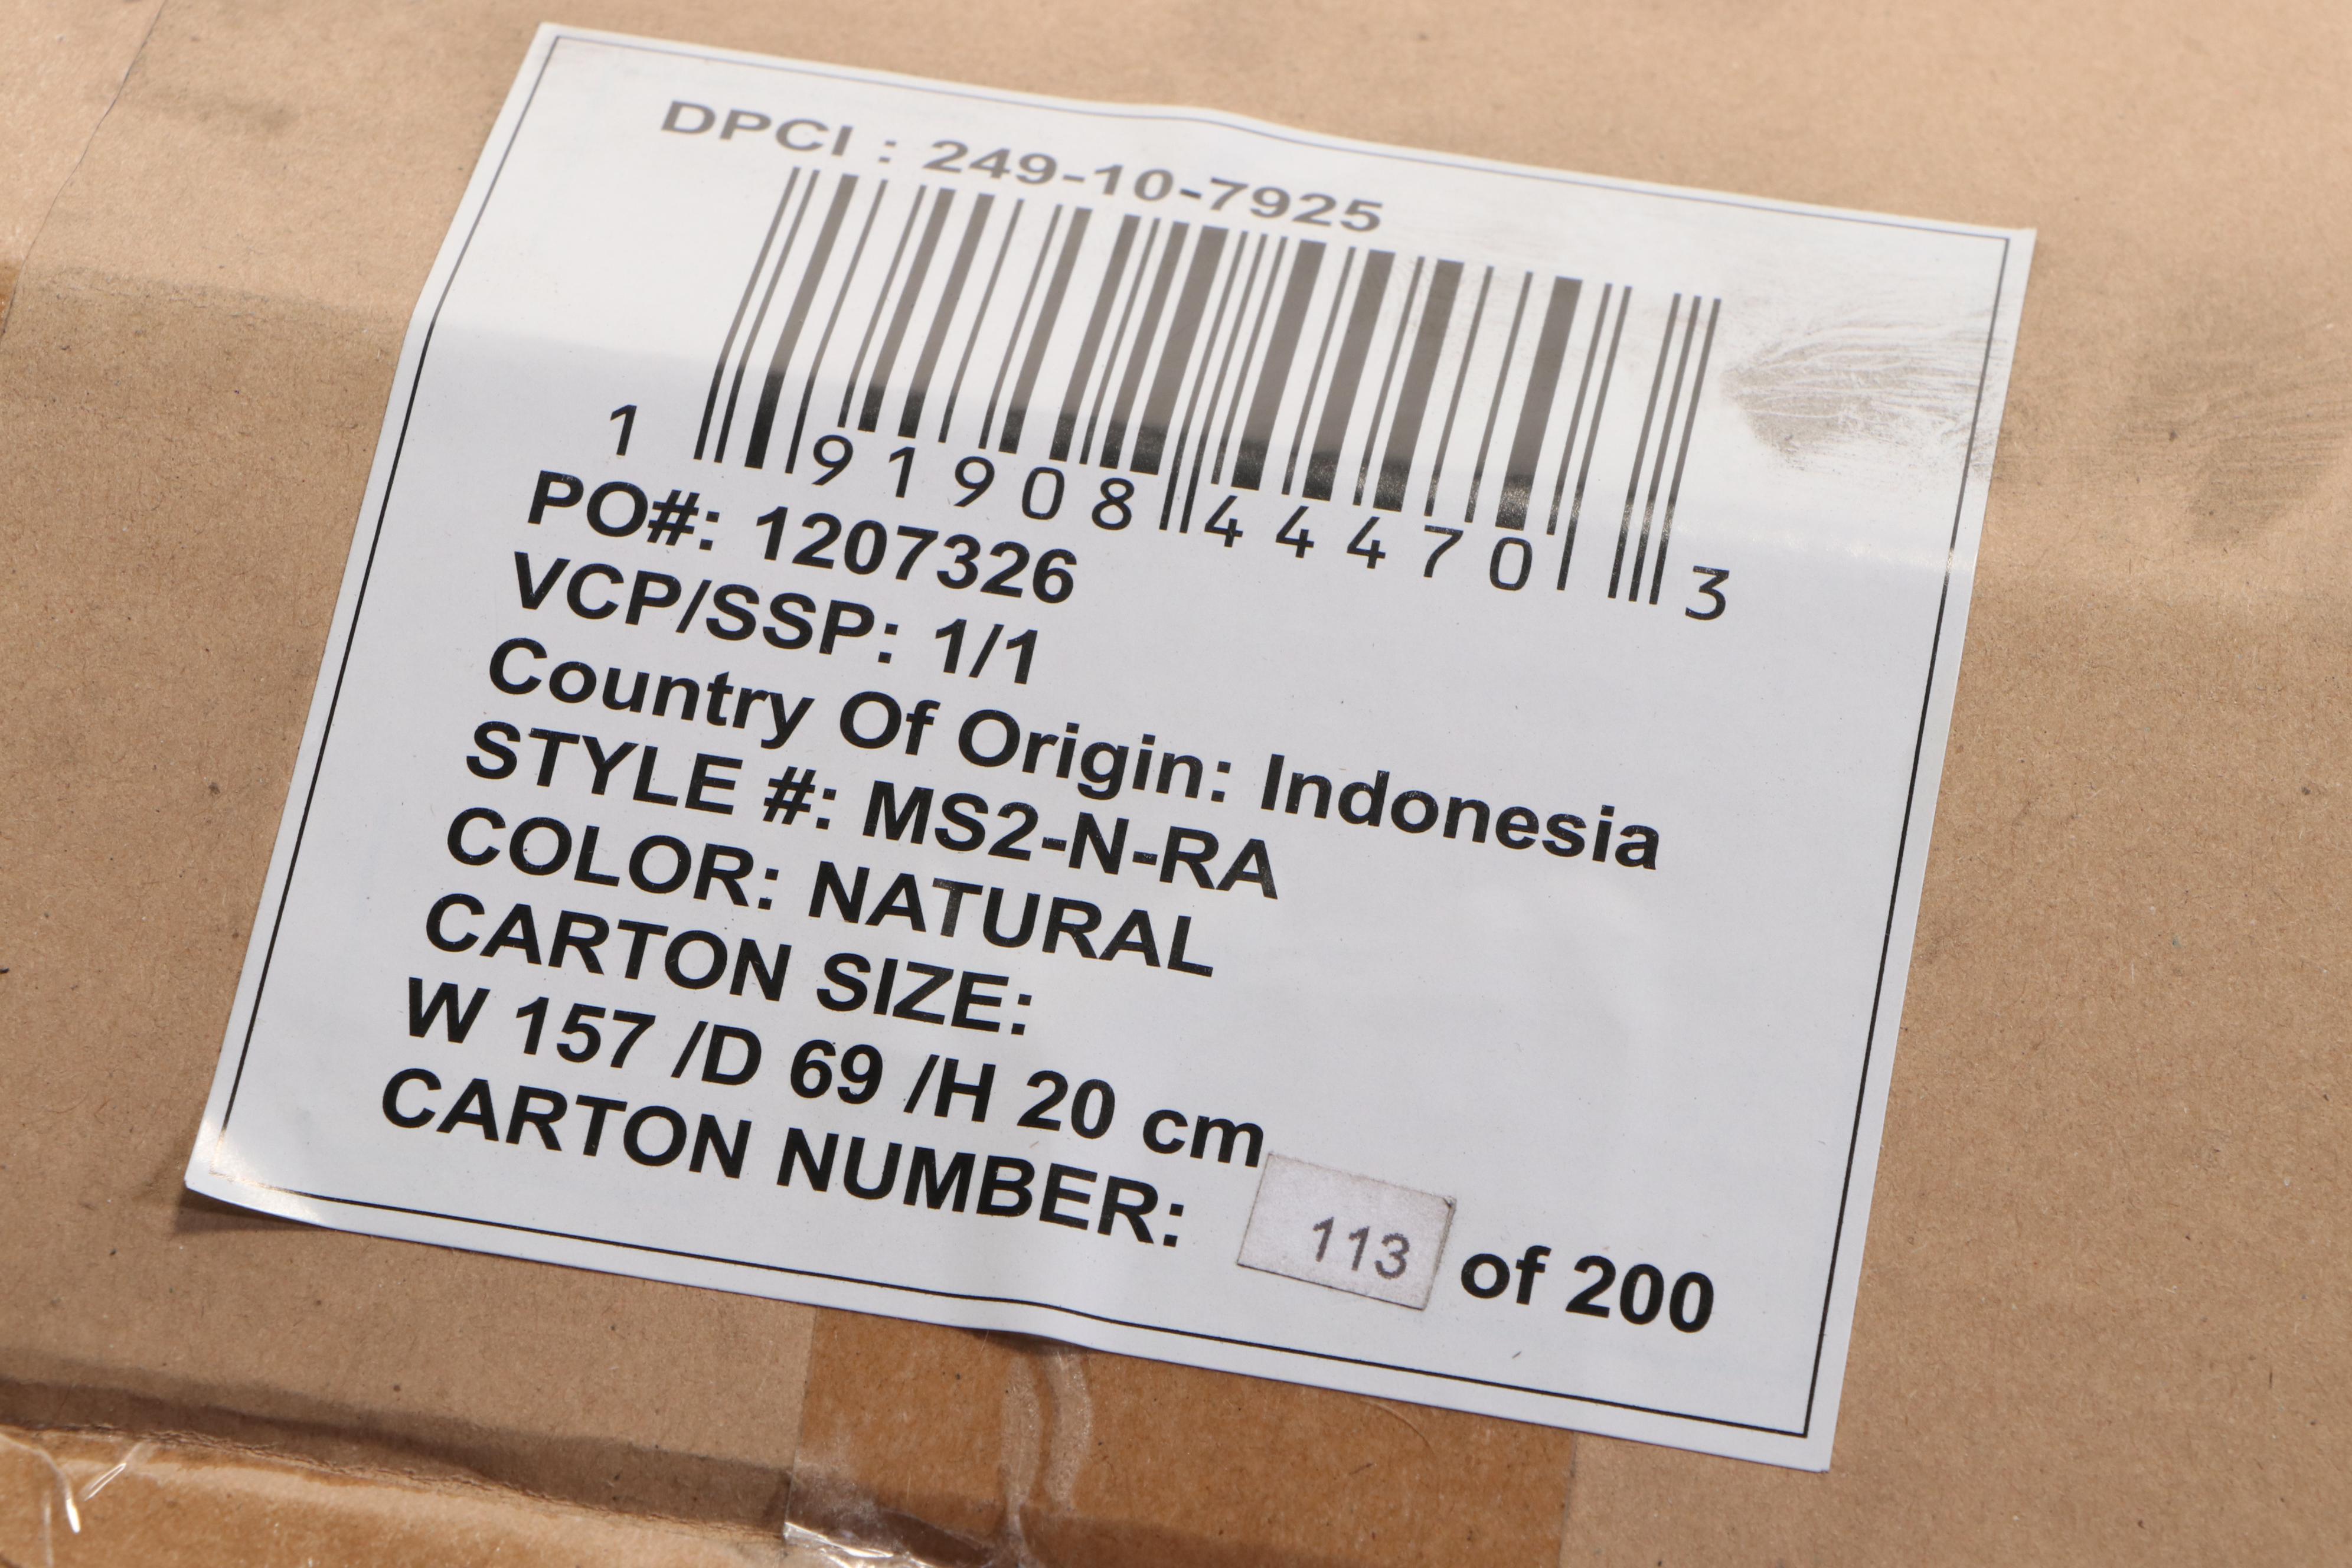 DPCI : 249-10-7925
1 91908 44470 3
PO#: 1207326
VCP/SSP: 1/1
Country Of Origin: Indonesia
STYLE #: MS2-N-RA
COLOR: NATURAL
CARTON SIZE:
W 157 /D 69 /H 20 cm
CARTON NUMBER: 113 of 200